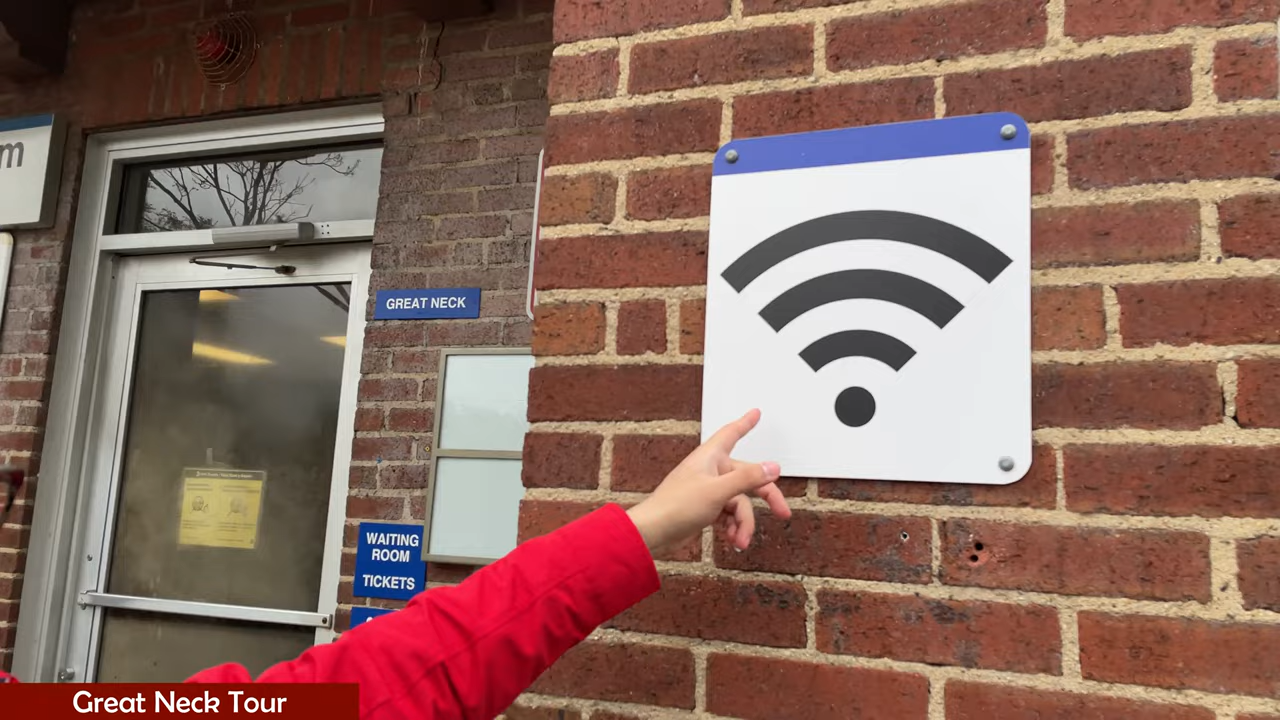 m
GREAT NECK
WAITING
ROOM
TICKETS
Great Neck Tour